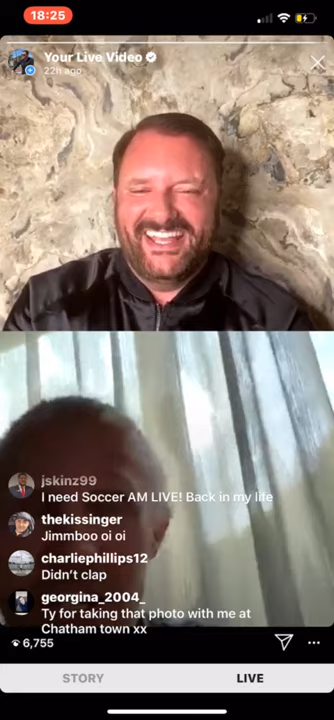 18:25
Your Live Video
22h ago
jskinz99
I need Soccer AM LIVE! Back in my life
thekissinger
Jimmboo oi oi
charliephillips12
Didn't clap
georgina_2004_
Ty for taking that photo with me at
Chatham town xx
6,755
STORY
LIVE